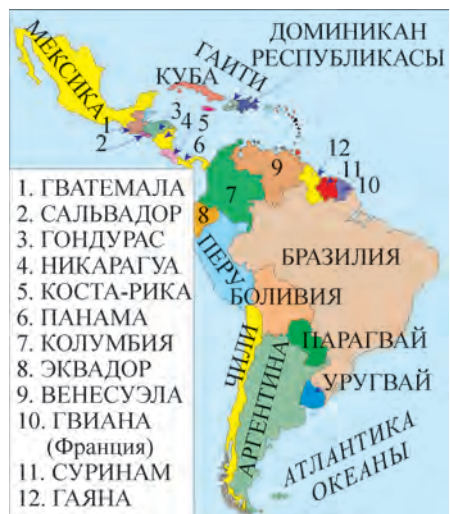 ДОМИНИКАН
РЕСПУБЛИКАСЫ
ГАИТИ
КУБА
МЕКСИКА
1
2
3
4
5
6
7
8
9
12
11
10
ПЕРУ
БРАЗИЛИЯ
БОЛИВИЯ
ПАРАГВАЙ
ЧИЛИ
АРГЕНТИНА
УРУГВАЙ
АТЛАНТИКА
ОКЕАНЫ
1. ГВАТЕМАЛА
2. САЛЬВАДОР
3. ГОНДУРАС
4. НИКАРАГУА
5. КОСТА-РИКА
6. ПАНАМА
7. КОЛУМБИЯ
8. ЭКВАДОР
9. ВЕНЕСУЭЛА
10. ГВИАНА
(Франция)
11. СУРИНАМ
12. ГАЯНА